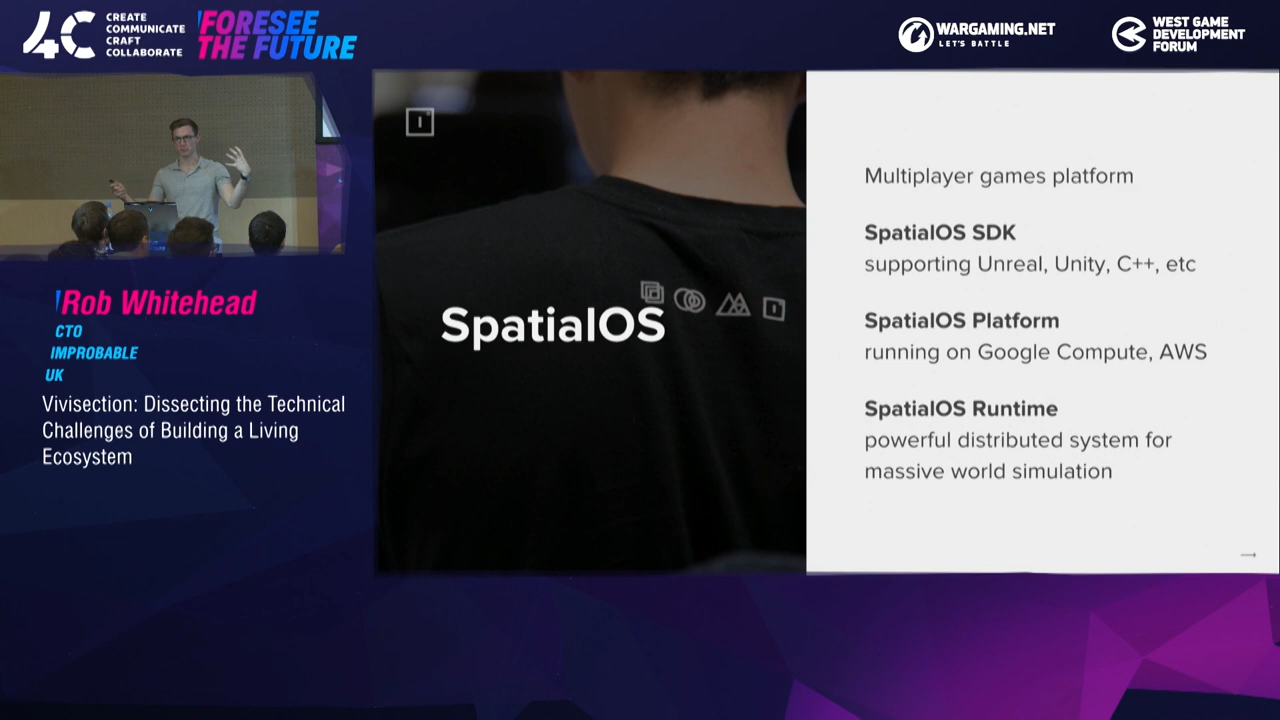 4C
CREATE
COMMUNICATE
CRAFT
COLLABORATE
FORESEE
THE FUTURE
WARGAMING.NET
LET'S BATTLE
WEST GAME
DEVELOPMENT
FORUM
Rob Whitehead
CTO
IMPROBABLE
UK
Vivisection: Dissecting the Technical
Challenges of Building a Living
Ecosystem
SpatialOS
Multiplayer games platform
SpatialOS SDK
supporting Unreal, Unity, C++, etc
SpatialOS Platform
running on Google Compute, AWS
SpatialOS Runtime
powerful distributed system for
massive world simulation